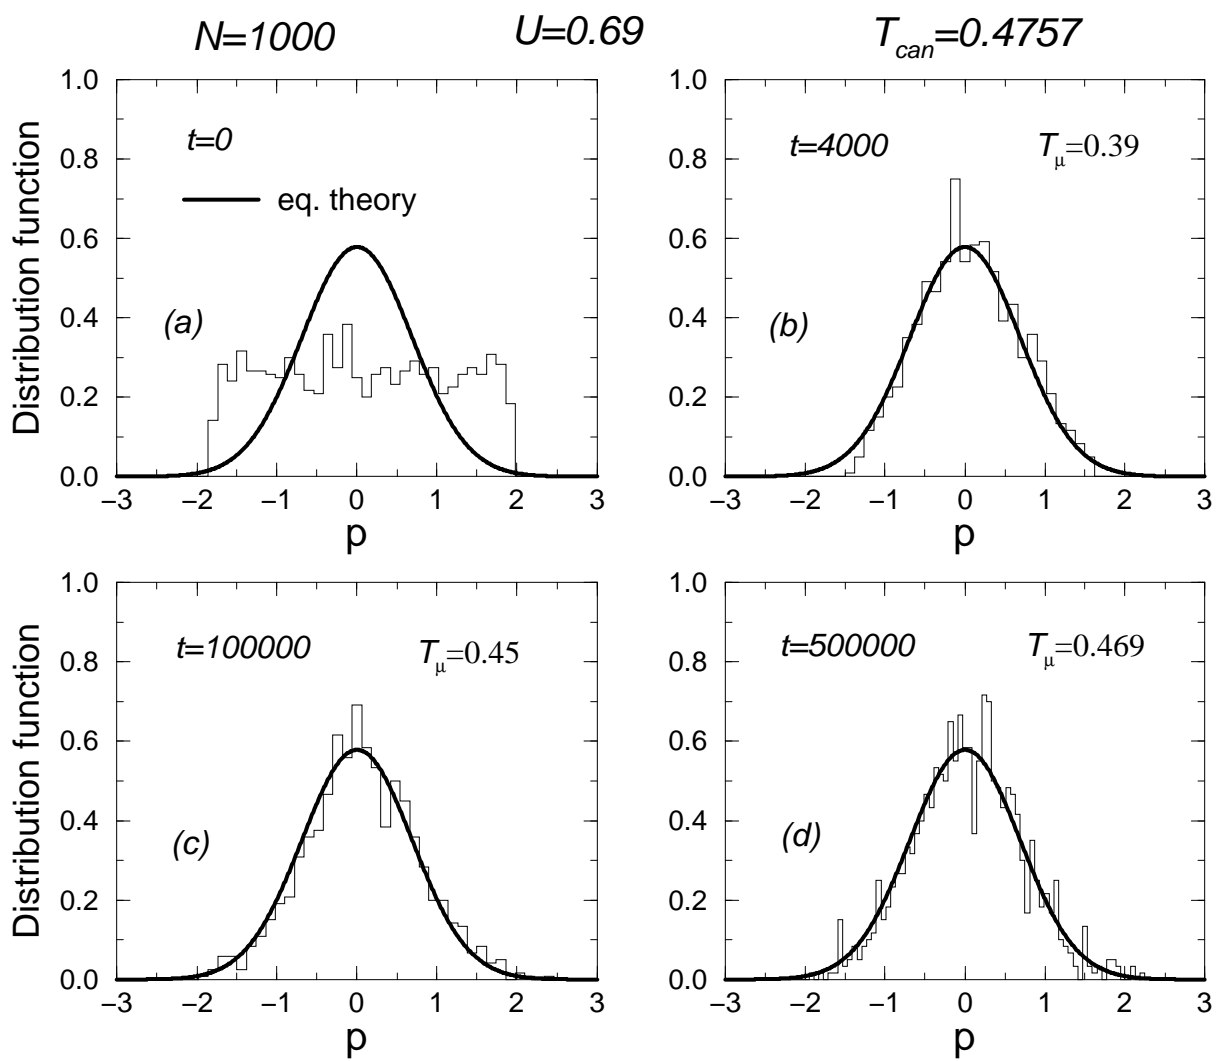 N=1000 U=0.69 T_can=0.4757
Distribution function
1.0
0.8
0.6
0.4
0.2
0.0
t=0
eq. theory
(a)
−3 −2 −1 0 1 2 3
p
1.0
0.8
0.6
0.4
0.2
0.0
t=4000 T_μ=0.39
(b)
−3 −2 −1 0 1 2 3
p
Distribution function
1.0
0.8
0.6
0.4
0.2
0.0
t=100000 T_μ=0.45
(c)
−3 −2 −1 0 1 2 3
p
1.0
0.8
0.6
0.4
0.2
0.0
t=500000 T_μ=0.469
(d)
−3 −2 −1 0 1 2 3
p